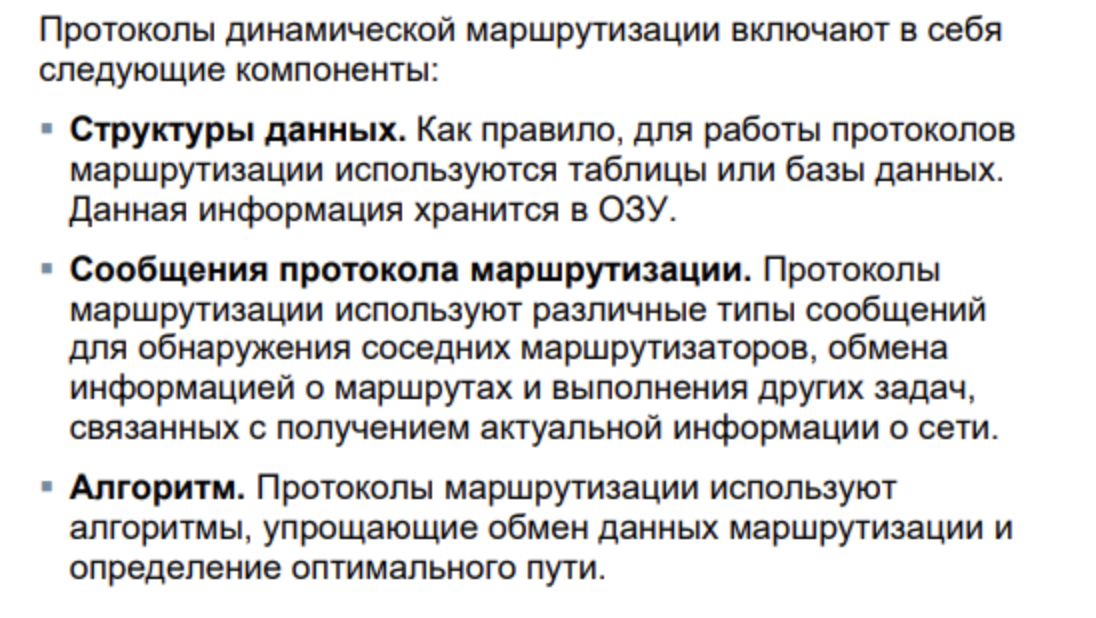 Протоколы динамической маршрутизации включают в себя
следующие компоненты:
▪ Структуры данных. Как правило, для работы протоколов
маршрутизации используются таблицы или базы данных.
Данная информация хранится в ОЗУ.
▪ Сообщения протокола маршрутизации. Протоколы
маршрутизации используют различные типы сообщений
для обнаружения соседних маршрутизаторов, обмена
информацией о маршрутах и выполнения других задач,
связанных с получением актуальной информации о сети.
▪ Алгоритм. Протоколы маршрутизации используют
алгоритмы, упрощающие обмен данных маршрутизации и
определение оптимального пути.